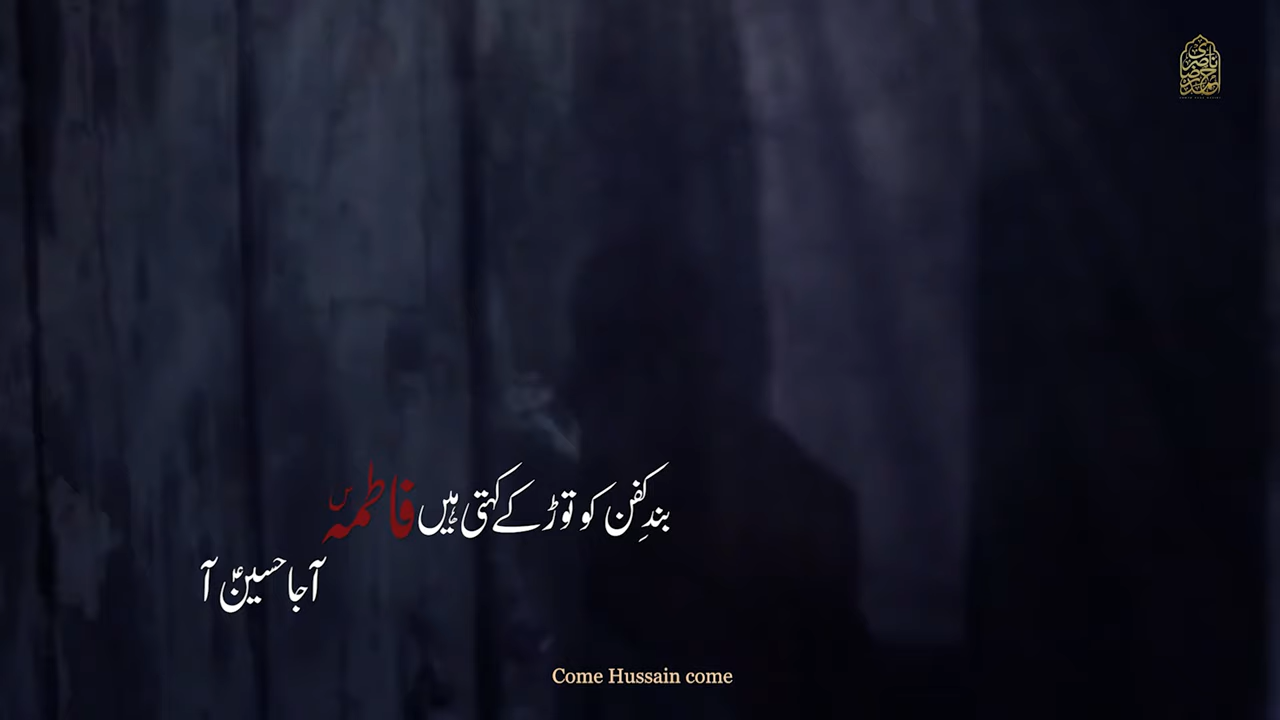 بندِ کفن کو توڑ کے کہتی ہیں فاطمہؑس
آجا حسینؑ آ
Come Hussain come